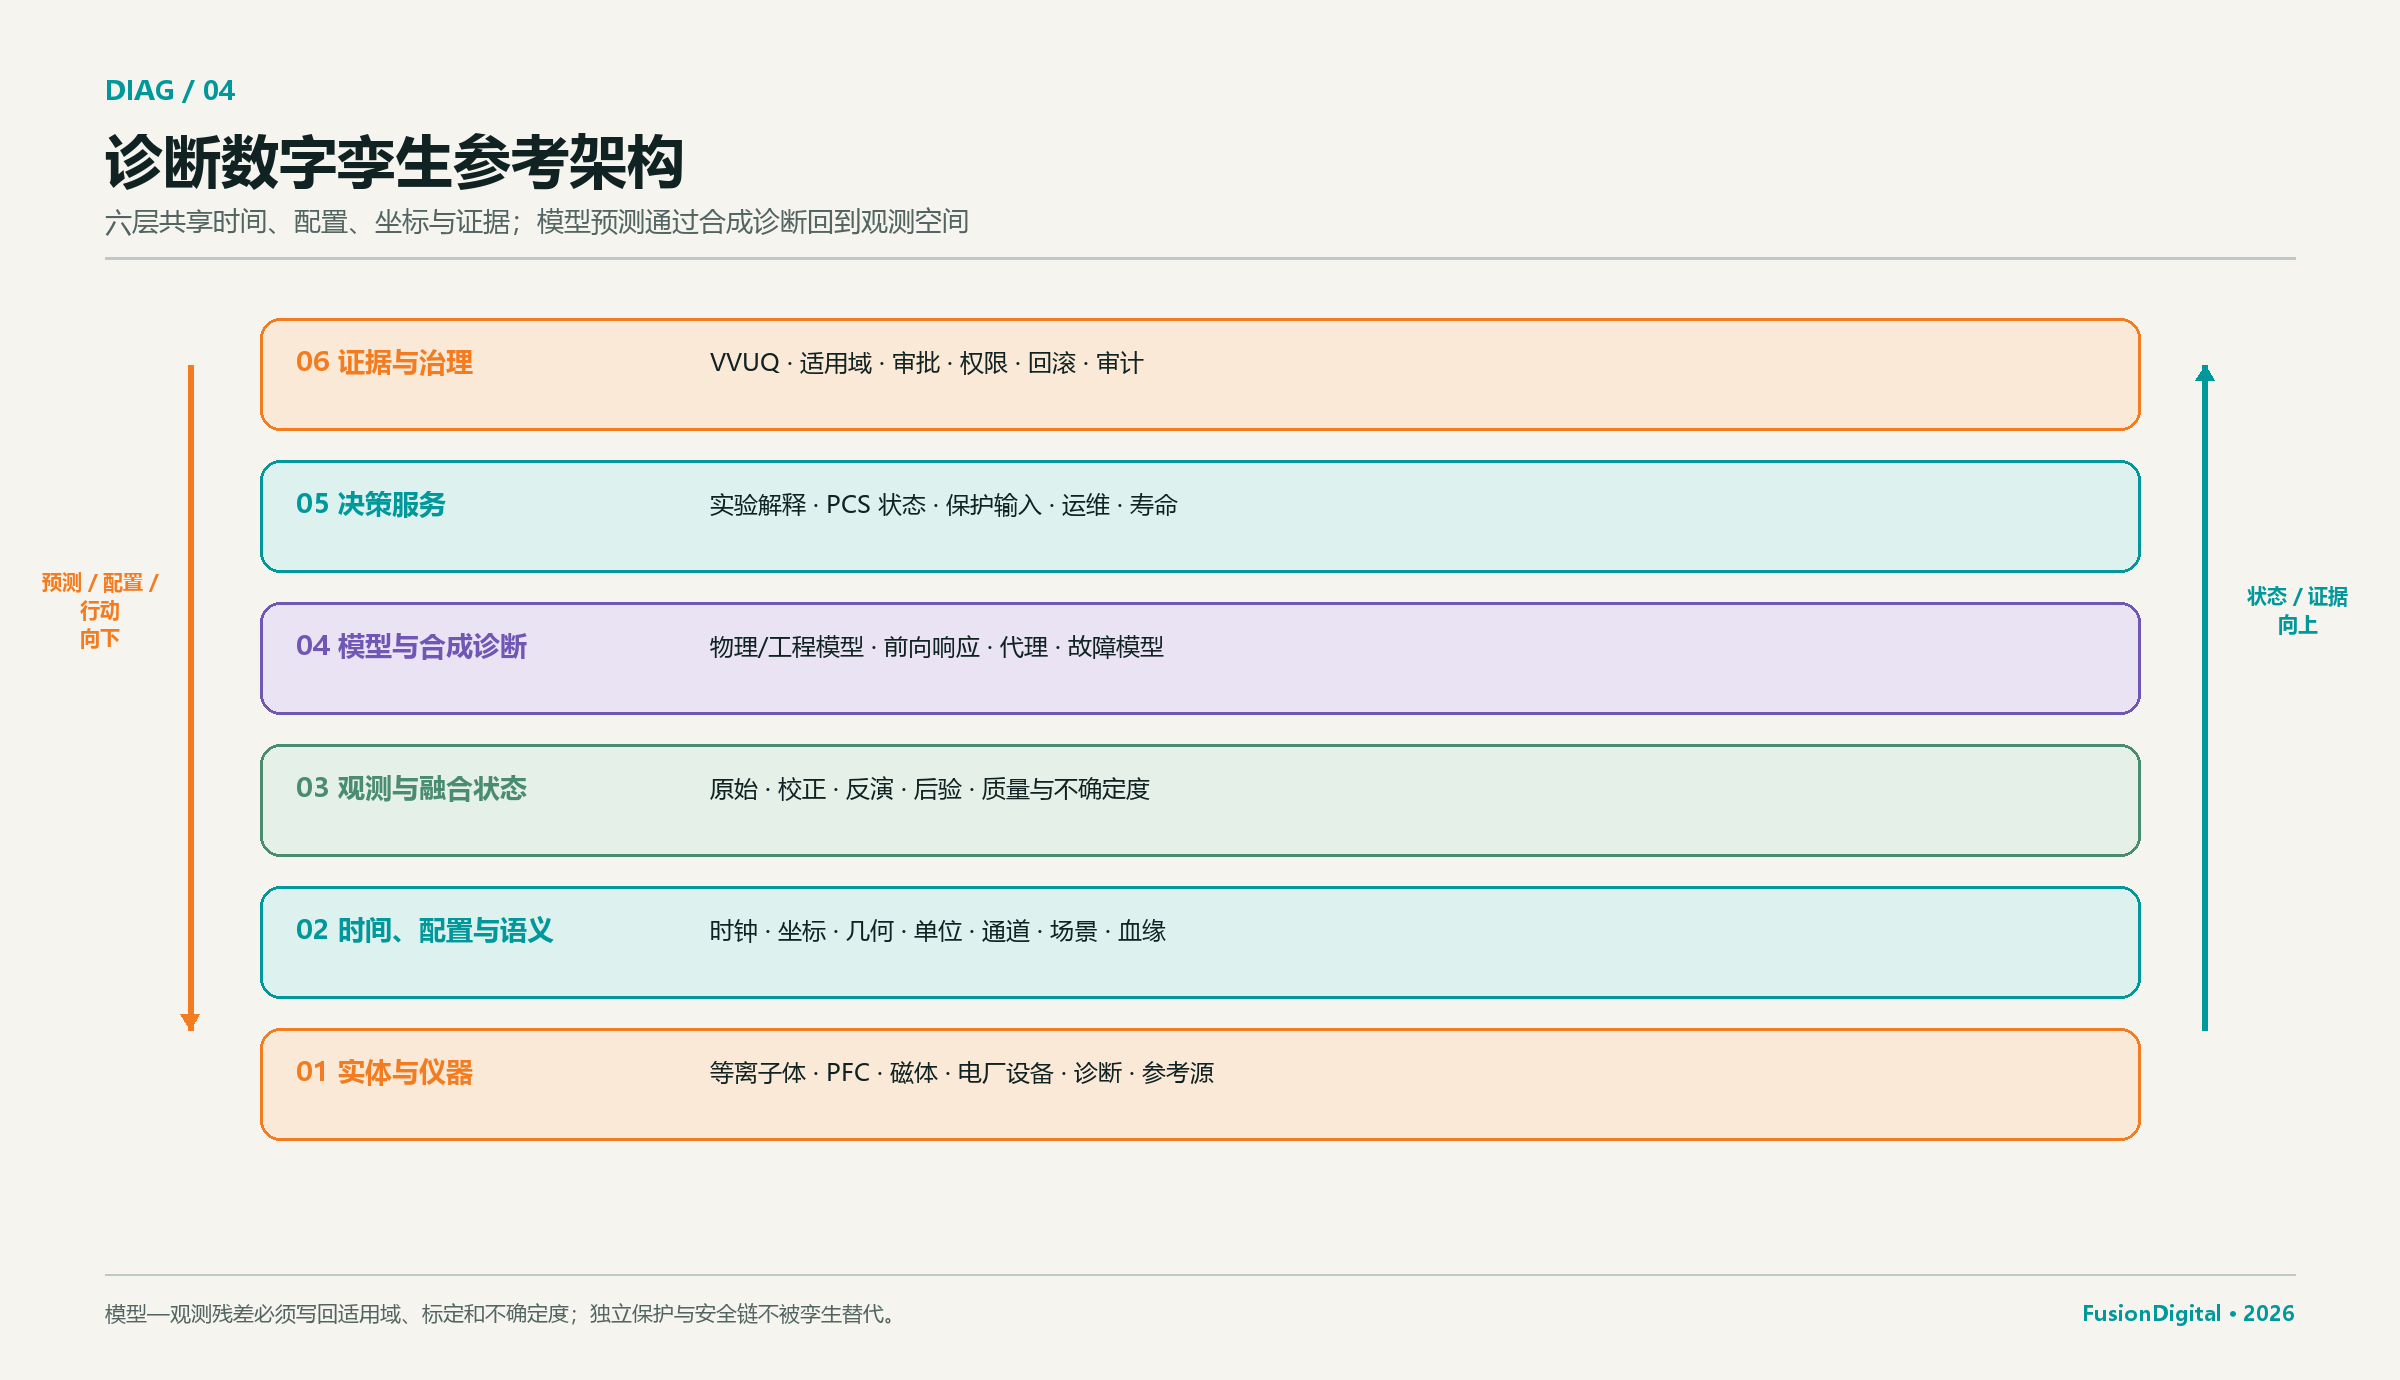 DIAG / 04
诊断数字孪生参考架构
六层共享时间、配置、坐标与证据；模型预测通过合成诊断回到观测空间
06 证据与治理 VVUQ · 适用域 · 审批 · 权限 · 回滚 · 审计
05 决策服务 实验解释 · PCS 状态 · 保护输入 · 运维 · 寿命
预测 / 配置 /
行动
向下
状态 / 证据
向上
04 模型与合成诊断 物理/工程模型 · 前向响应 · 代理 · 故障模型
03 观测与融合状态 原始 · 校正 · 反演 · 后验 · 质量与不确定度
02 时间、配置与语义 时钟 · 坐标 · 几何 · 单位 · 通道 · 场景 · 血缘
01 实体与仪器 等离子体 · PFC · 磁体 · 电厂设备 · 诊断 · 参考源
模型—观测残差必须写回适用域、标定和不确定度；独立保护与安全链不被孪生替代。
FusionDigital • 2026